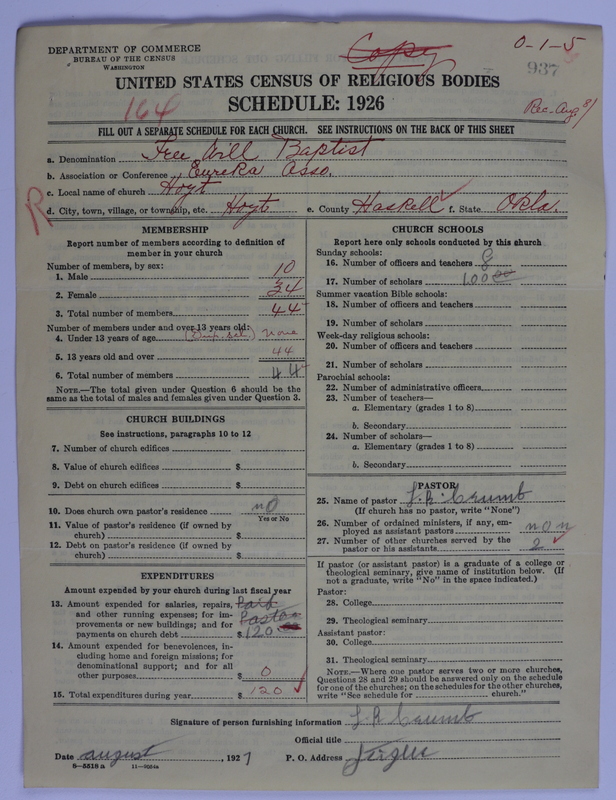 DEPARTMENT OF COMMERCE
BUREAU OF THE CENSUS
WASHINGTON
Copy
0-1-5
937
UNITED STATES CENSUS OF RELIGIOUS BODIES
SCHEDULE: 1926
164
Rec. Aug 31
FILL OUT A SEPARATE SCHEDULE FOR EACH CHURCH. SEE INSTRUCTIONS ON THE BACK OF THIS SHEET
a. Denomination Free Will Baptist
b. Association or Conference Eureka Asso.
c. Local name of church Hoyt
R
d. City, town, village, or township, etc. Hoyt e. County Haskell f. State Okla.
MEMBERSHIP
Report number of members according to definition of
member in your church
Number of members, by sex:
1. Male 10
2. Female 34
3. Total number of members 44
Number of members under and over 13 years old:
4. Under 13 years of age none
5. 13 years old and over 44
6. Total number of members 44
NOTE.—The total given under Question 6 should be
the same as the total of males and females given under Question 3.
CHURCH BUILDINGS
See instructions, paragraphs 10 to 12
7. Number of church edifices
8. Value of church edifices $
9. Debt on church edifices $
10. Does church own pastor's residence no
Yes or No
11. Value of pastor's residence (if owned by
church) $
12. Debt on pastor's residence (if owned by
church) $
EXPENDITURES
Amount expended by your church during last fiscal year
13. Amount expended for salaries, repairs, Paid
and other running expenses; for im- Pastor
provements or new buildings; and for
payments on church debt $ 120 00
14. Amount expended for benevolences, in-
cluding home and foreign missions; for
denominational support; and for all
other purposes $ 0
15. Total expenditures during year $ 120
CHURCH SCHOOLS
Report here only schools conducted by this church
Sunday schools:
16. Number of officers and teachers 8
17. Number of scholars 100 00
Summer vacation Bible schools:
18. Number of officers and teachers
19. Number of scholars
Week-day religious schools:
20. Number of officers and teachers
21. Number of scholars
Parochial schools:
22. Number of administrative officers
23. Number of teachers—
a. Elementary (grades 1 to 8)
b. Secondary
24. Number of scholars—
a. Elementary (grades 1 to 8)
b. Secondary
PASTOR
25. Name of pastor J. R. Crumb
(If church has no pastor, write "None")
26. Number of ordained ministers, if any, em-
ployed as assistant pastors non
27. Number of other churches served by the
pastor or his assistants 2
If pastor (or assistant pastor) is a graduate of a college or
theological seminary, give name of institution below. (If
not a graduate, write "No" in the space indicated.)
Pastor:
28. College
29. Theological seminary
Assistant pastor:
30. College
31. Theological seminary
NOTE.—Where one pastor serves two or more churches,
Questions 28 and 29 should be answered only on the schedule
for one of the churches; on the schedules for the other churches,
write "See schedule for church."
Signature of person furnishing information J R Crumb
Official title
Date august, 1927 P. O. Address
8-5518 a